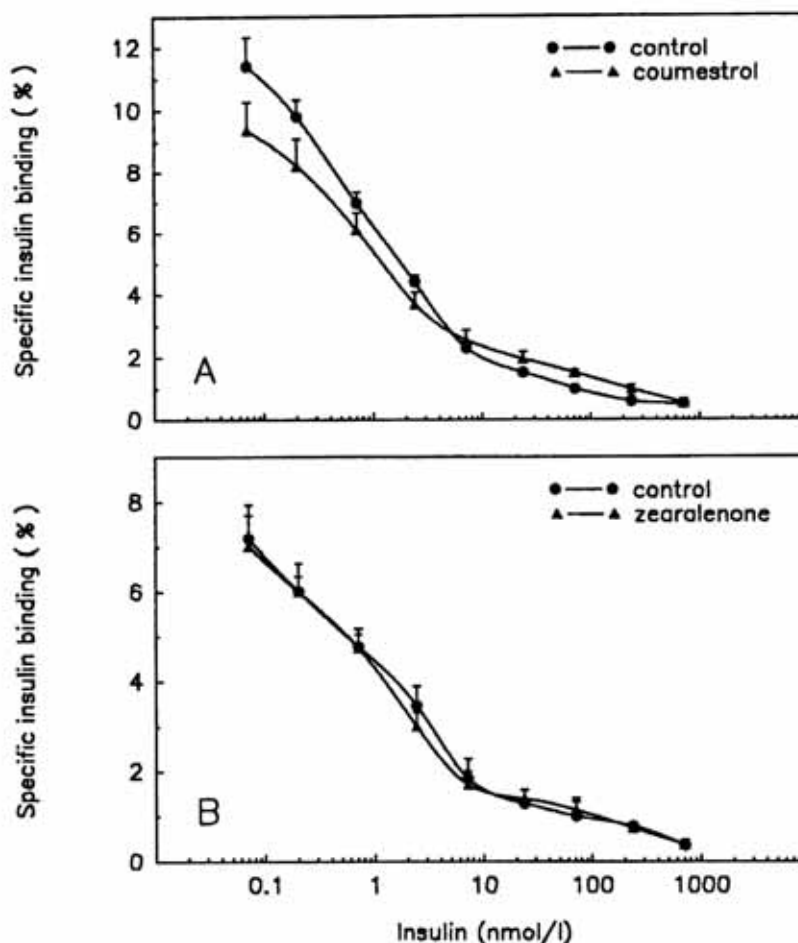 Specific insulin binding ( % )
12
10
8
6
4
2
0
control
coumestrol
A
Specific insulin binding ( % )
8
6
4
2
0
control
zearalenone
B
0.1 1 10 100 1000
Insulin (nmol/l)